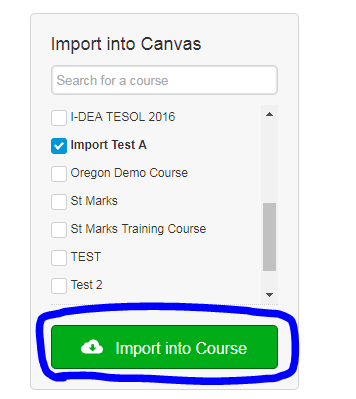 Import into Canvas
Search for a course
I-DEA TESOL 2016
Import Test A
Oregon Demo Course
St Marks
St Marks Training Course
TEST
Test 2
Import into Course